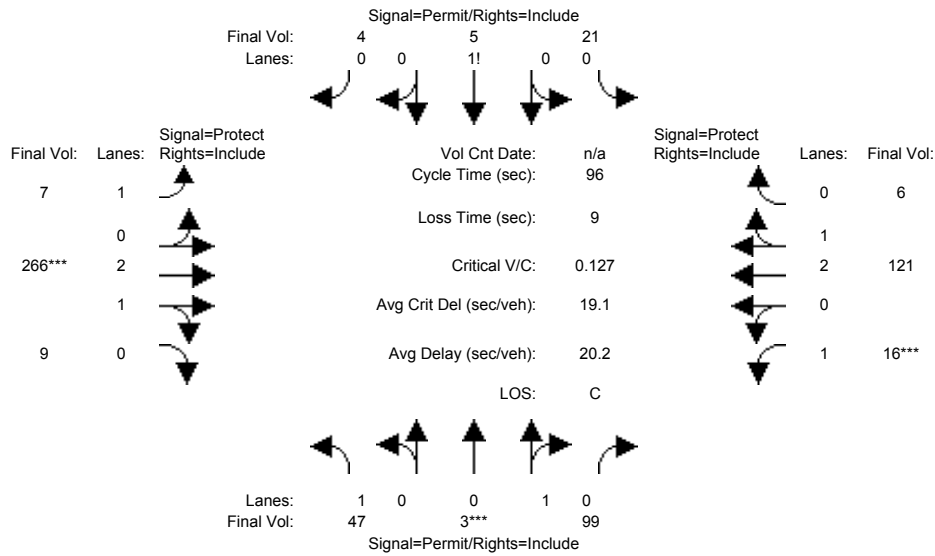 Signal=Permit/Rights=Include
Final Vol: 4 5 21
Lanes: 0 0 1! 0 0
Signal=Protect
Final Vol: Lanes: Rights=Include
Vol Cnt Date: n/a
Signal=Protect
Rights=Include Lanes: Final Vol:
Cycle Time (sec): 96
7 1
0 6
Loss Time (sec): 9
0
1
266*** 2
Critical V/C: 0.127
2 121
1
Avg Crit Del (sec/veh): 19.1
0
9 0
Avg Delay (sec/veh): 20.2
1 16***
LOS: C
Lanes: 1 0 0 1 0
Final Vol: 47 3*** 99
Signal=Permit/Rights=Include